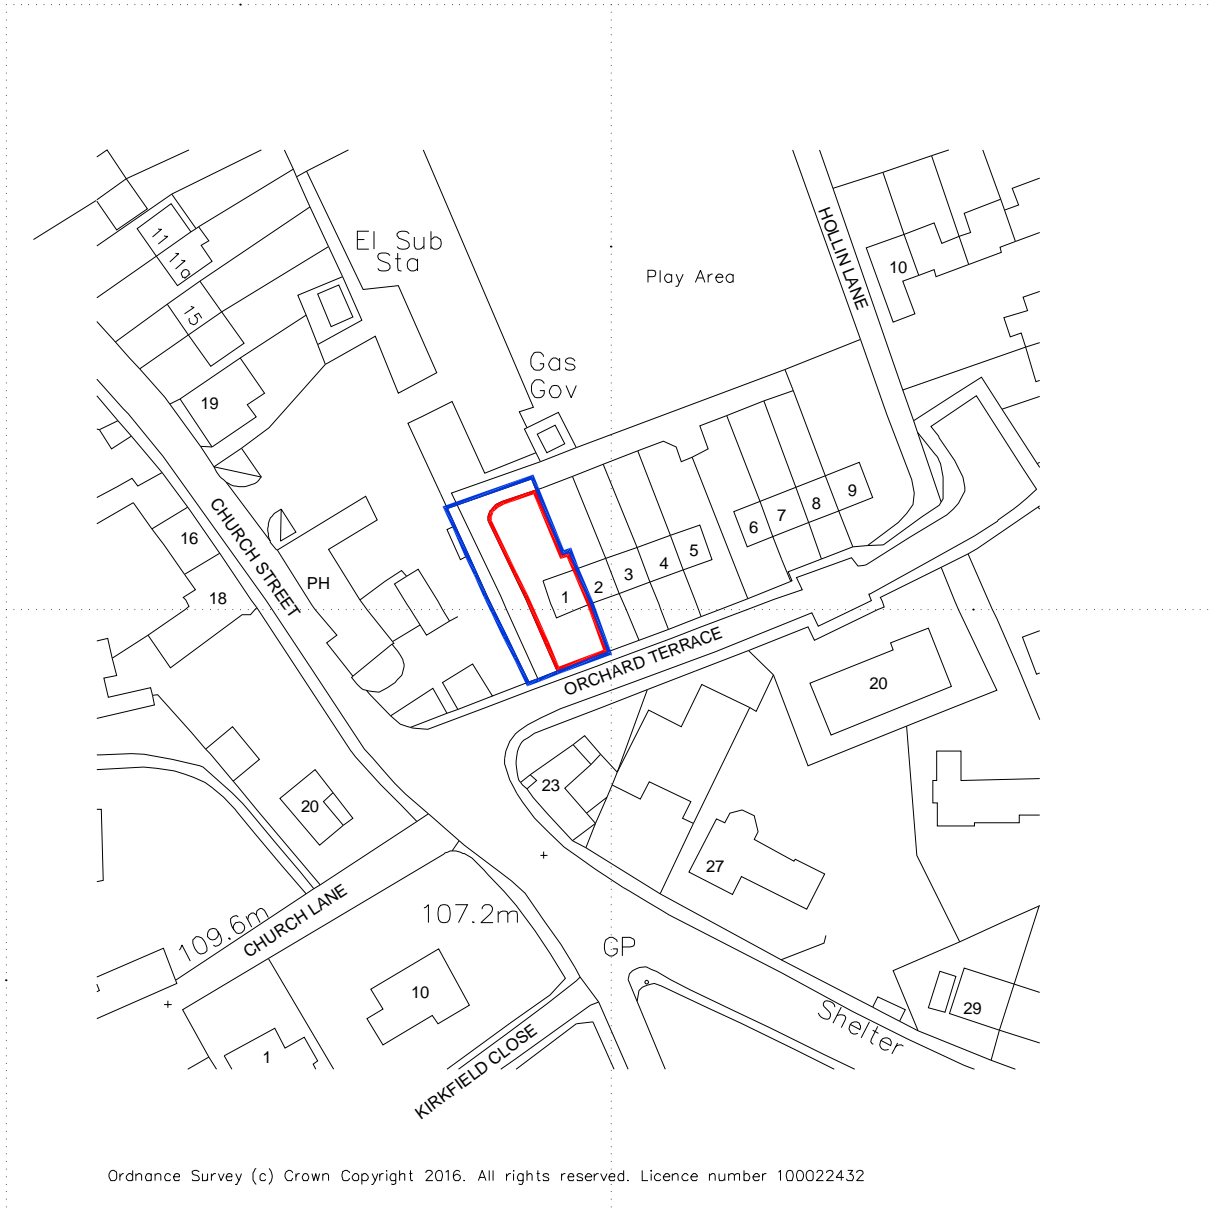 11
11a
15
19
El Sub
Sta
Play Area
HOLLIN LANE
10
Gas
Gov
16
18
CHURCH STREET
PH
1
2
3
4
5
6
7
8
9
ORCHARD TERRACE
20
20
23
27
109.6m
CHURCH LANE
107.2m
GP
10
1
KIRKFIELD CLOSE
Shelter
29
Ordnance Survey (c) Crown Copyright 2016. All rights reserved. Licence number 100022432